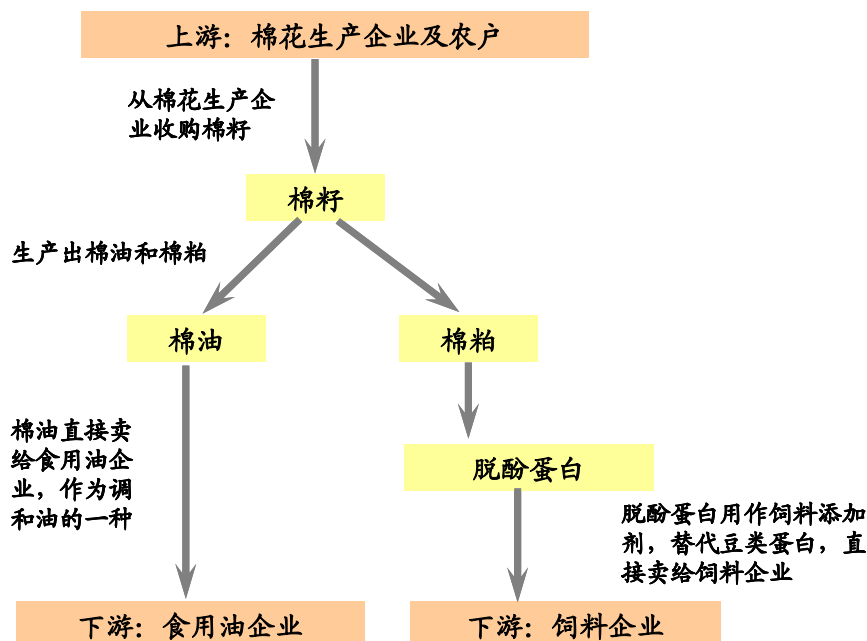 上游：棉花生产企业及农户
从棉花生产企
业收购棉籽
棉籽
生产出棉油和棉粕
棉油
棉粕
棉油直接卖
给食用油企
业，作为调
和油的一种
脱酚蛋白
脱酚蛋白用作饲料添加
剂，替代豆类蛋白，直
接卖给饲料企业
下游：食用油企业
下游：饲料企业